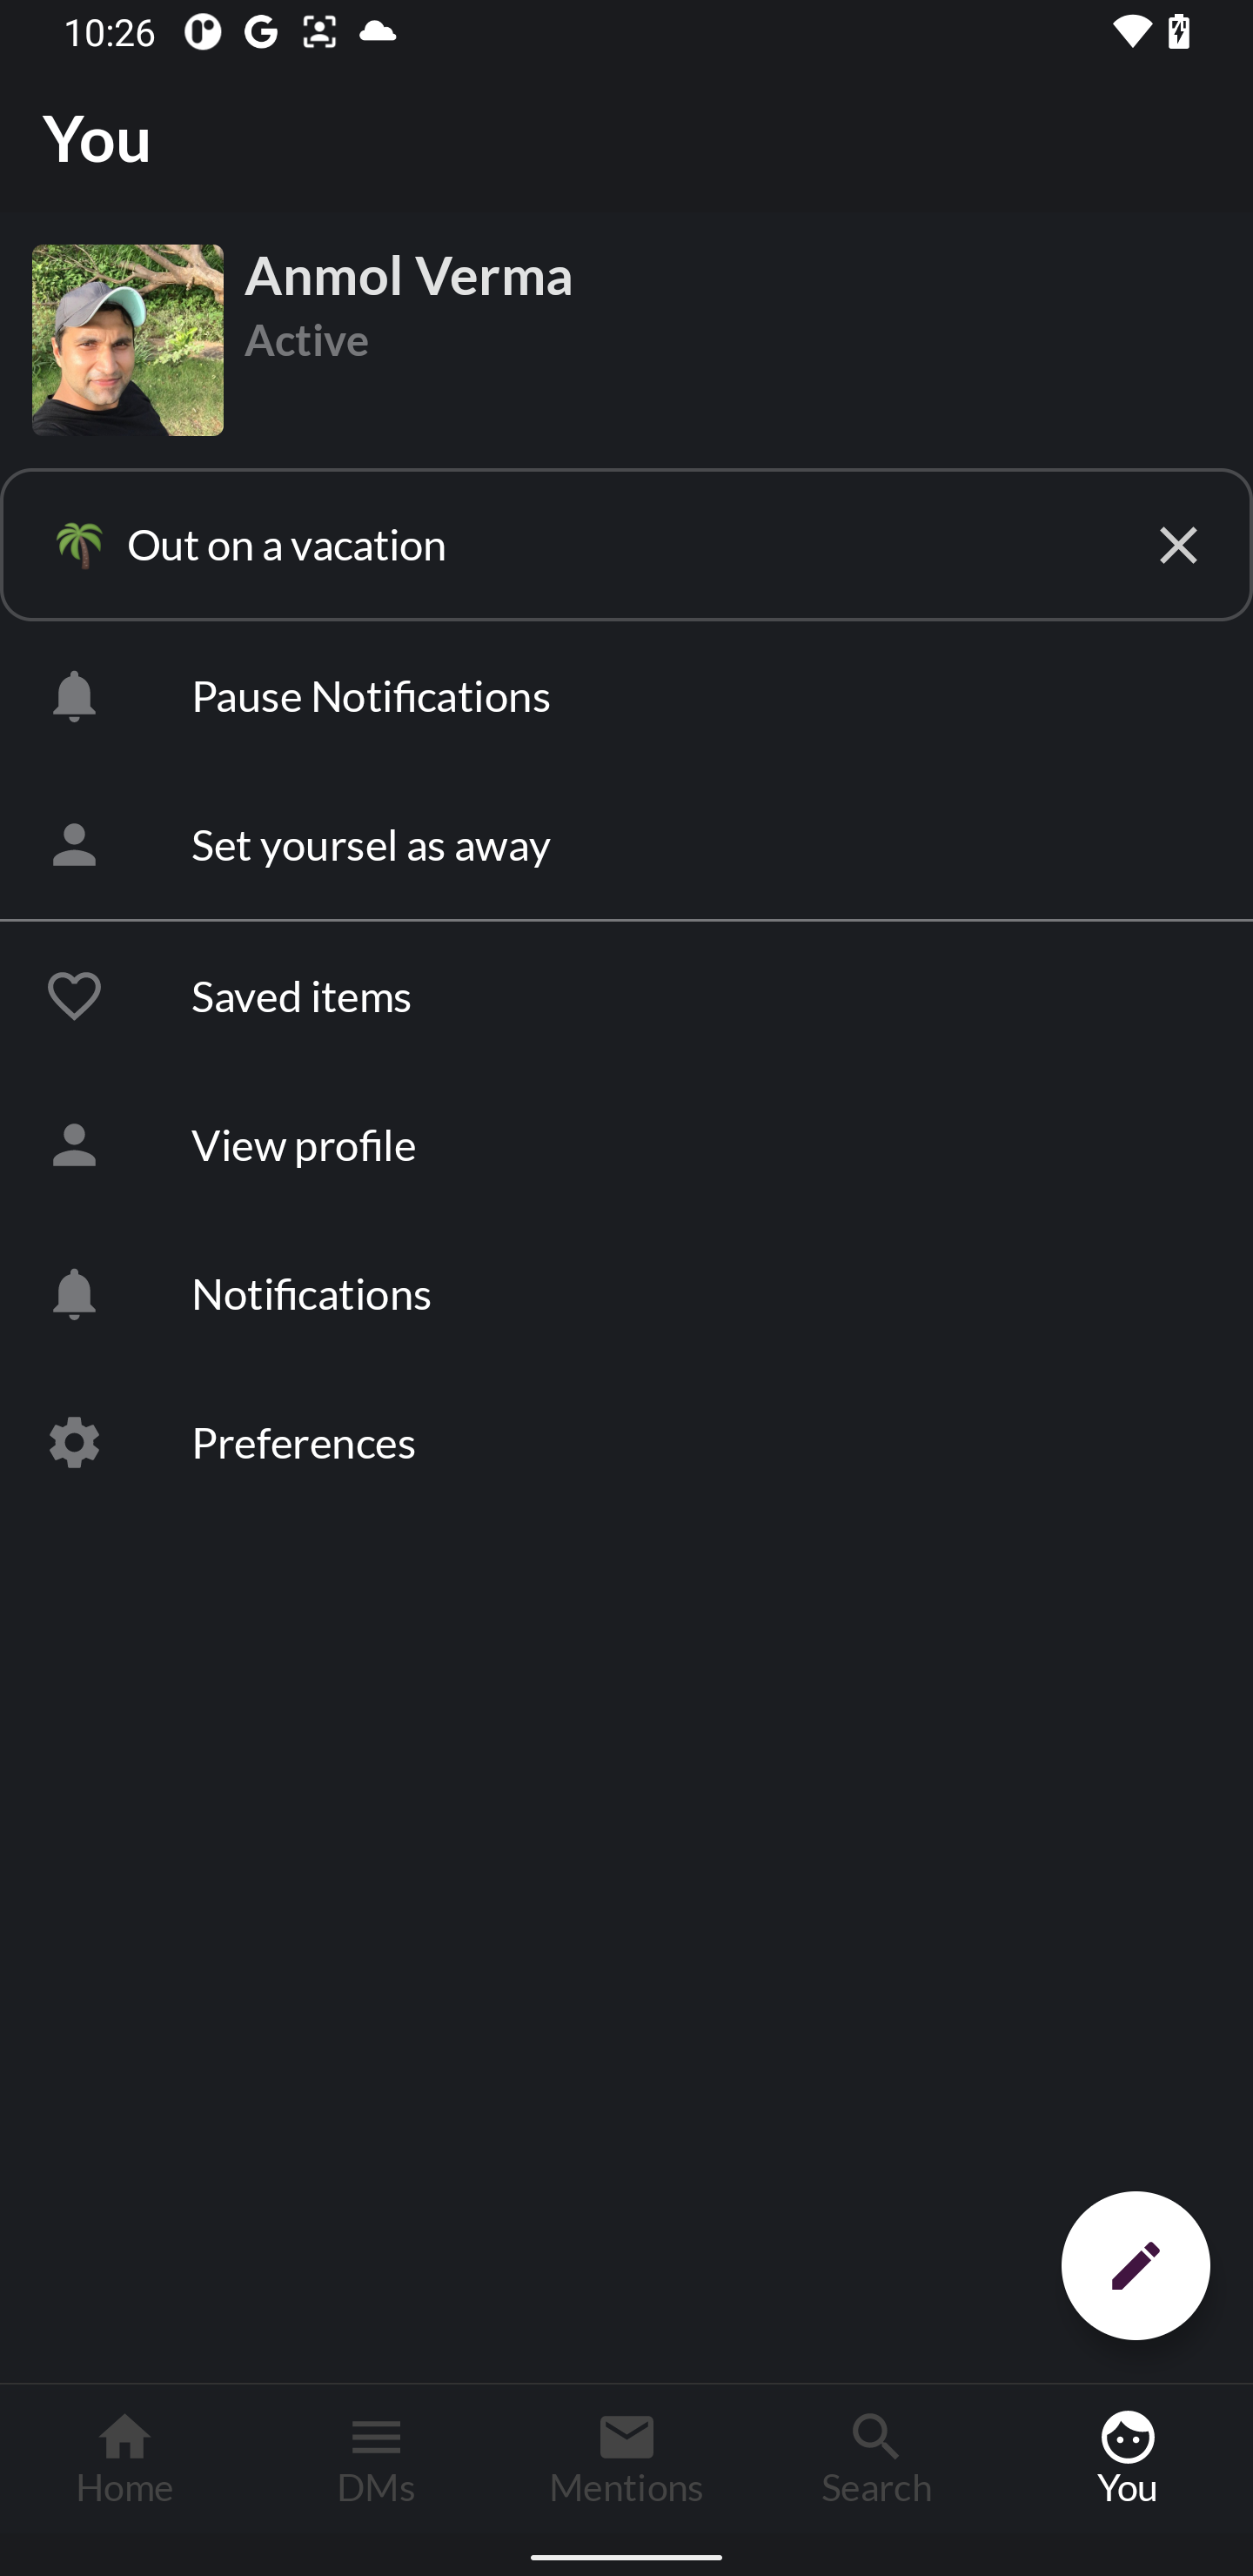 10:26
You
Anmol Verma
Active
Out on a vacation
Pause Notifications
Set yoursel as away
Saved items
View profile
Notifications
Preferences
Home
DMs
Mentions
Search
You